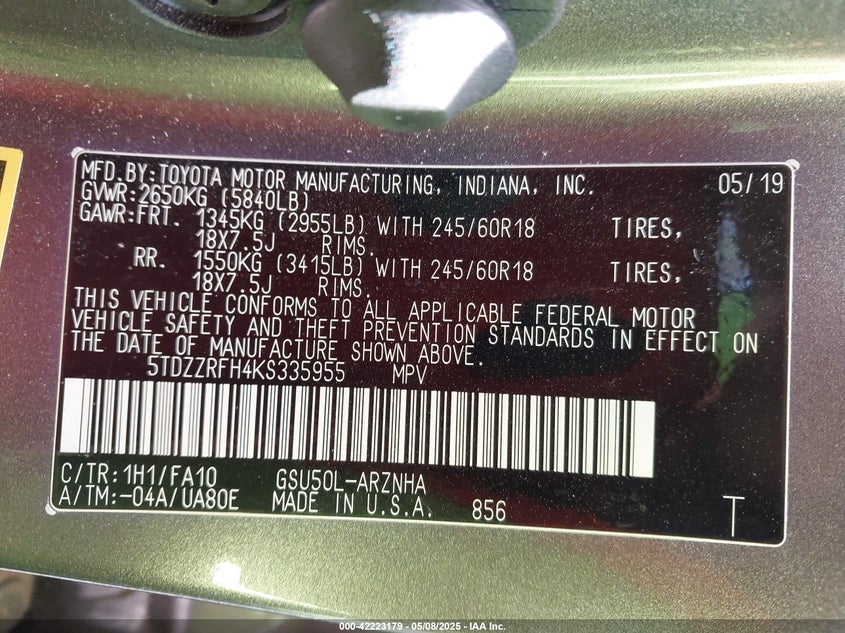 MFD.BY:TOYOTA MOTOR MANUFACTURING, INDIANA, INC. 05/19
GVWR:2650KG (5840LB)
GAWR:FRT. 1345KG (2955LB) WITH 245/60R18 TIRES,
18X7.5J RIMS.
RR. 1550KG (3415LB) WITH 245/60R18 TIRES,
18X7.5J RIMS.
THIS VEHICLE CONFORMS TO ALL APPLICABLE FEDERAL MOTOR
VEHICLE SAFETY AND THEFT PREVENTION STANDARDS IN EFFECT ON
THE DATE OF MANUFACTURE SHOWN ABOVE.
5TDZZRFH4KS335955 MPV
C/TR:1H1/FA10 GSU50L-ARZNHA
A/TM:-04A/UA80E MADE IN U.S.A. 856 T
000-42223179 - 05/08/2025 - IAA Inc.